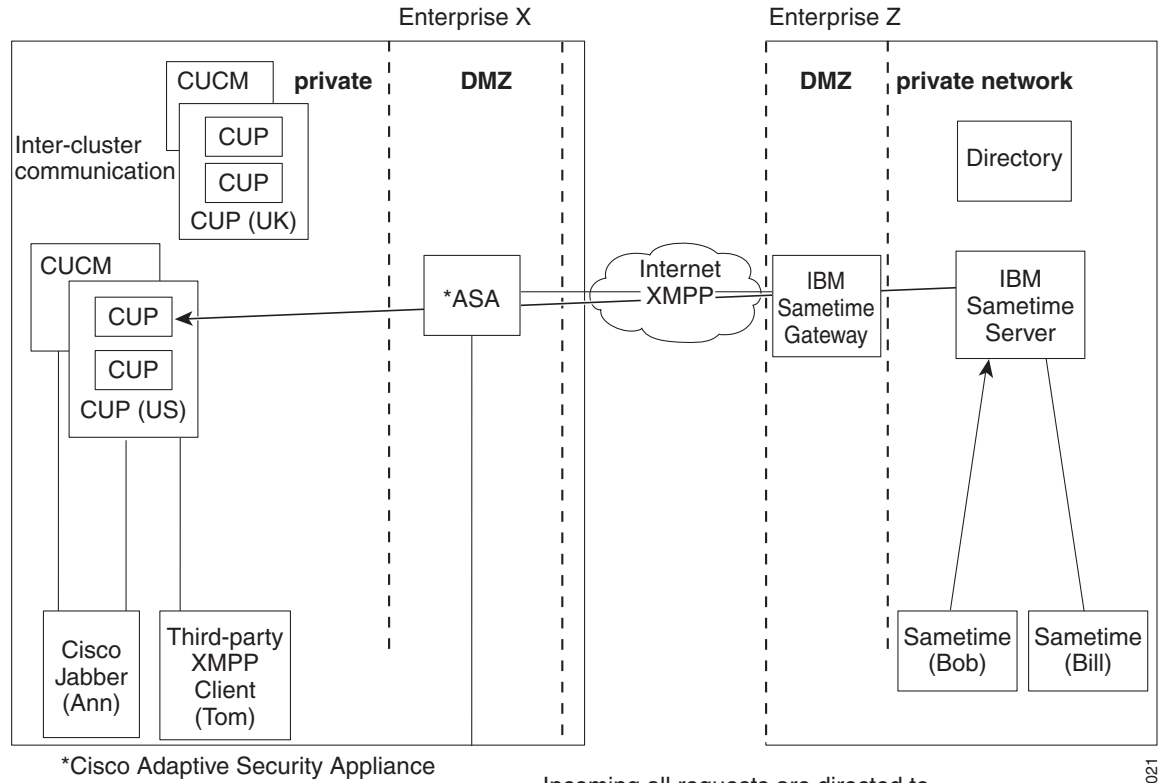 Enterprise X
Enterprise Z
CUCM
private
DMZ
DMZ
private network
CUP
CUP
CUP (UK)
Inter-cluster
communication
Directory
CUCM
CUP
CUP
CUP (US)
*ASA
Internet
XMPP
IBM
Sametime
Gateway
IBM
Sametime
Server
Cisco
Jabber
(Ann)
Third-party
XMPP
Client
(Tom)
Sametime
(Bob)
Sametime
(Bill)
*Cisco Adaptive Security Appliance
Incoming all requests are directed to
021